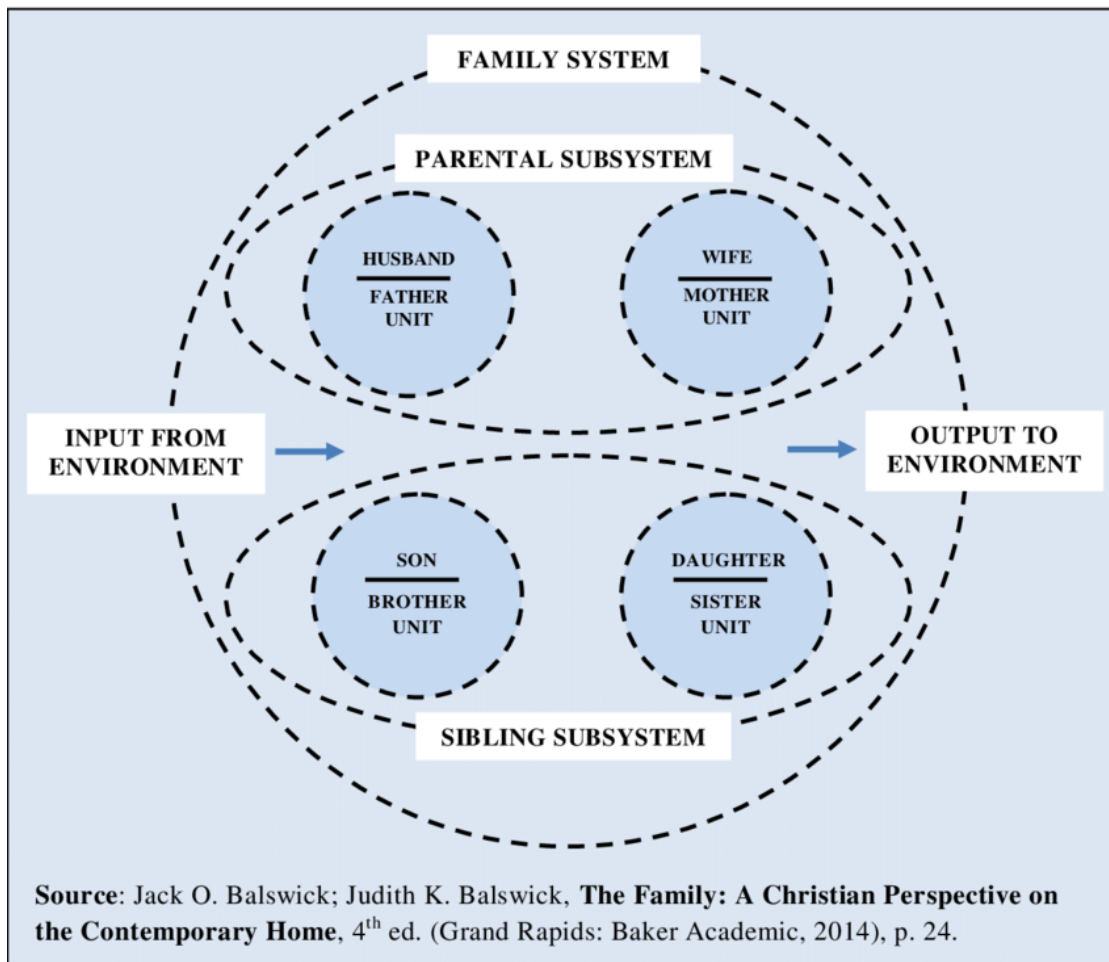 FAMILY SYSTEM
PARENTAL SUBSYSTEM
HUSBAND
FATHER
UNIT
WIFE
MOTHER
UNIT
INPUT FROM
ENVIRONMENT
OUTPUT TO
ENVIRONMENT
SON
BROTHER
UNIT
DAUGHTER
SISTER
UNIT
SIBLING SUBSYSTEM
Source: Jack O. Balswick; Judith K. Balswick, The Family: A Christian Perspective on
the Contemporary Home, 4th ed. (Grand Rapids: Baker Academic, 2014), p. 24.